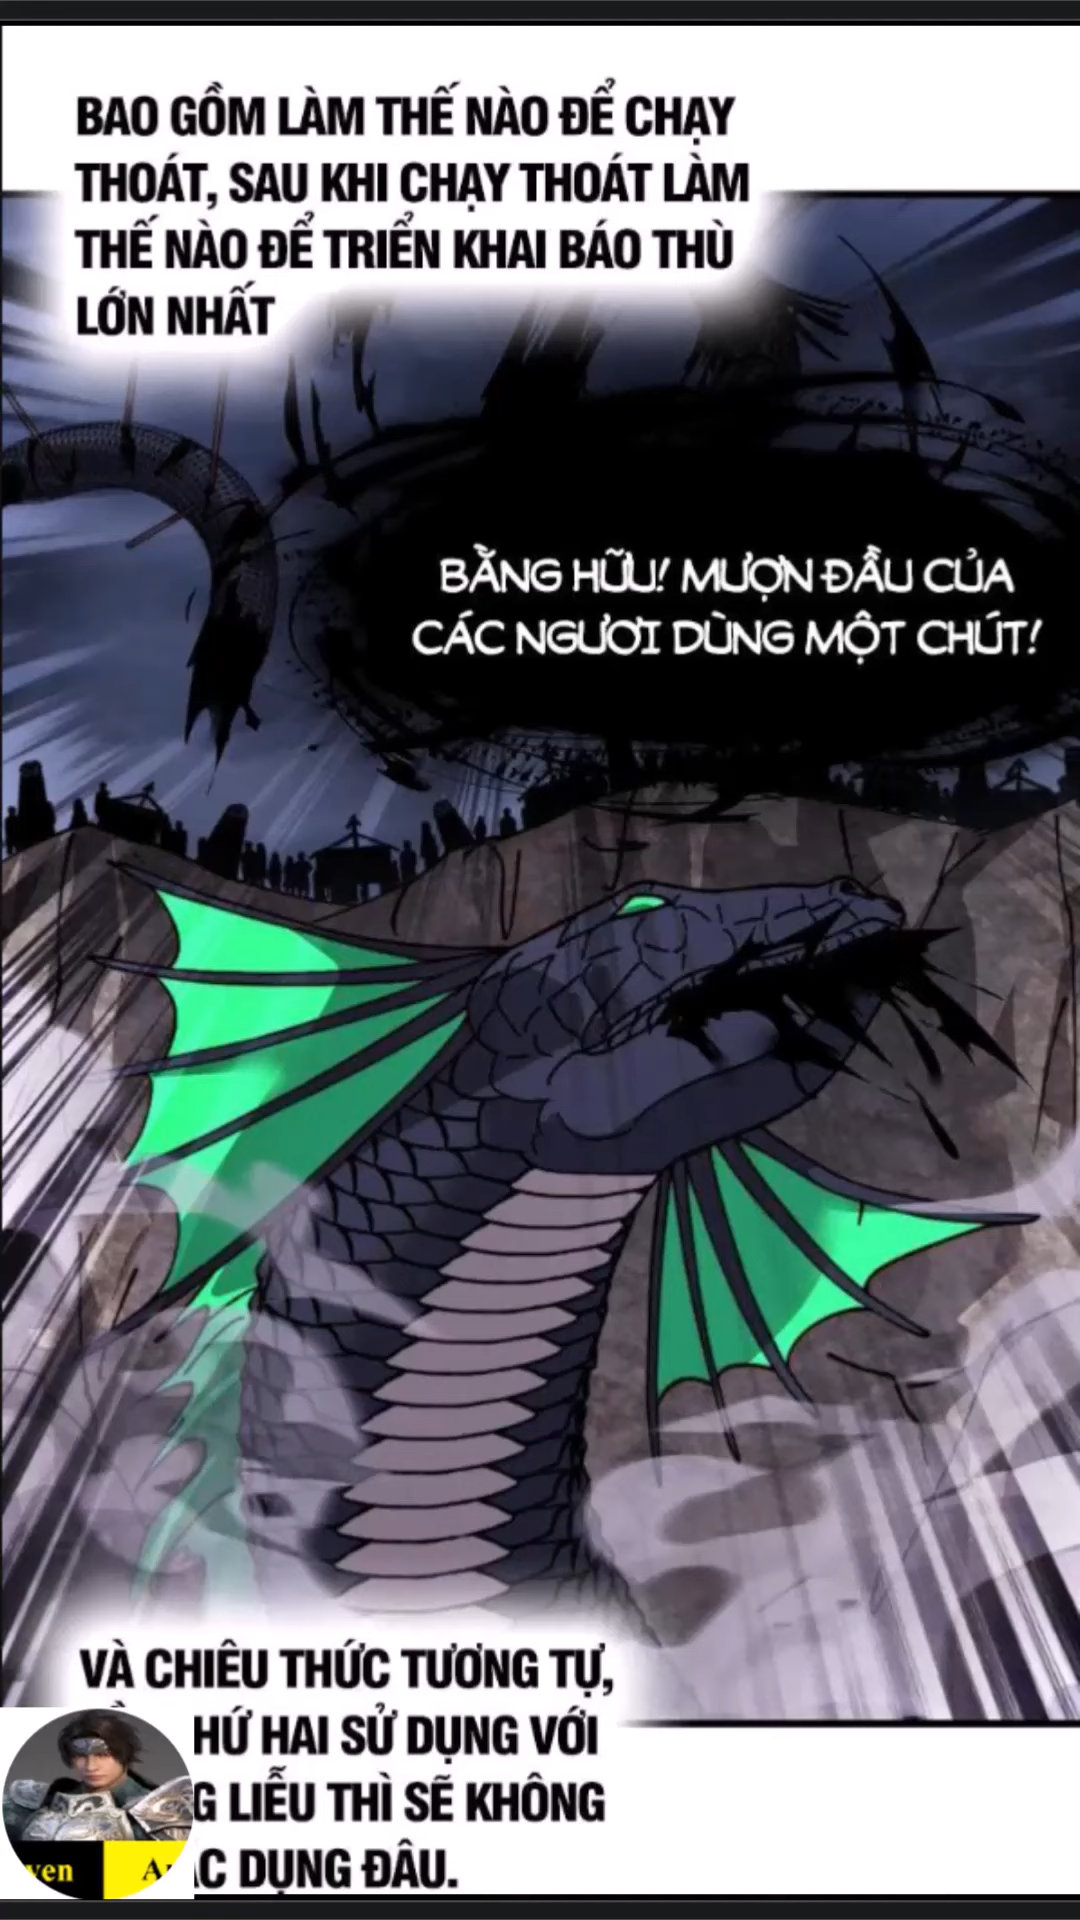 BAO GỒM LÀM THẾ NÀO ĐỂ CHẠY
THOÁT, SAU KHI CHẠY THOÁT LÀM
THẾ NÀO ĐỂ TRIỂN KHAI BÁO THÙ
LỚN NHẤT
BẰNG HỮU! MƯỢN ĐẦU CỦA
CÁC NGƯƠI DÙNG MỘT CHÚT!
VÀ CHIÊU THỨC TƯƠNG TỰ,
HỨ HAI SỬ DỤNG VỚI
G LIỄU THÌ SẼ KHÔNG
ÁC DỤNG ĐÂU.
yen
A